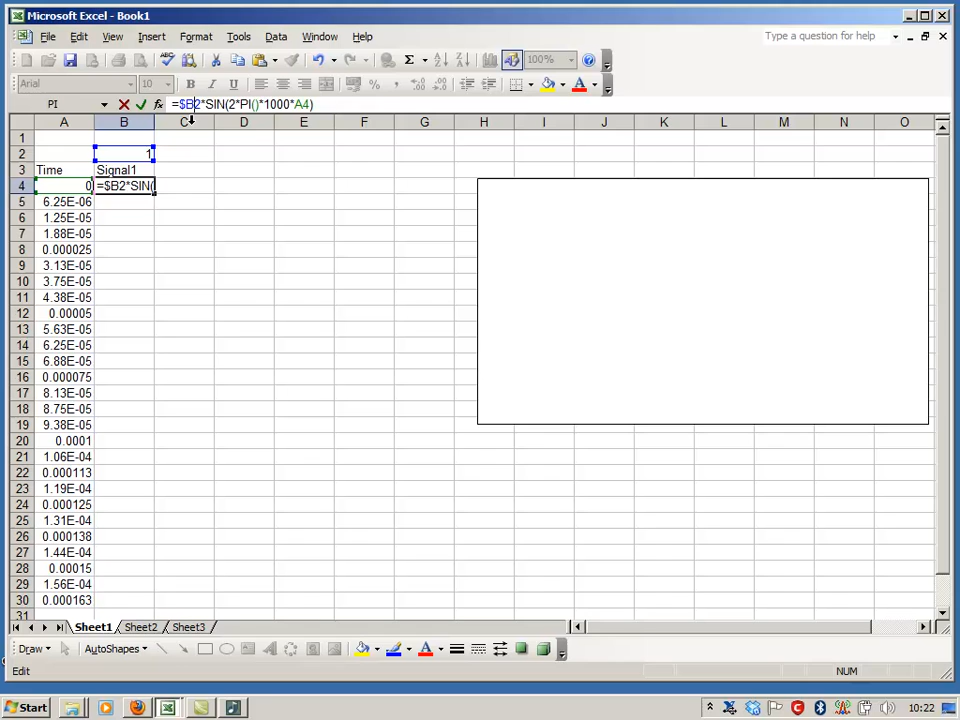 Microsoft Excel - Book1
File Edit View Insert Format Tools Data Window Help Type a question for help
100%
Arial 10 B I U
PI =$B2*SIN(2*PI()*1000*A4)
A B C D E F G H I J K L M N O
1
2 1
3 Time Signal1
4 0 =$B2*SIN(
5 6.25E-06
6 1.25E-05
7 1.88E-05
8 0.000025
9 3.13E-05
10 3.75E-05
11 4.38E-05
12 0.00005
13 5.63E-05
14 6.25E-05
15 6.88E-05
16 0.000075
17 8.13E-05
18 8.75E-05
19 9.38E-05
20 0.0001
21 1.06E-04
22 0.000113
23 1.19E-04
24 0.000125
25 1.31E-04
26 0.000138
27 1.44E-04
28 0.00015
29 1.56E-04
30 0.000163
31
Sheet1 Sheet2 Sheet3
Draw AutoShapes
Edit NUM
Start 10:22